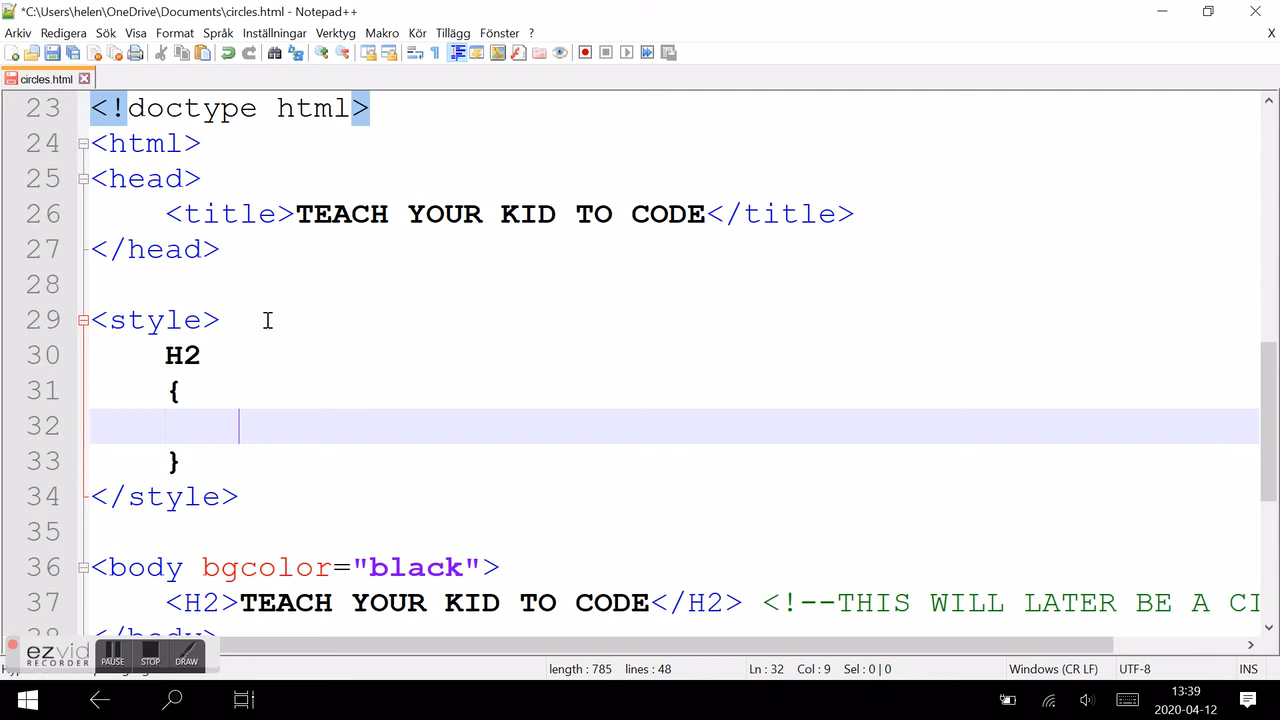 *C:\Users\helen\OneDrive\Documents\circles.html - Notepad++
Arkiv Redigera Sök Visa Format Språk Inställningar Verktyg Makro Kör Tillägg Fönster ? X
circles.html
23 <!doctype html>
24 <html>
25 <head>
26 <title>TEACH YOUR KID TO CODE</title>
27 </head>
28
29 <style>
30 H2
31 {
32
33 }
34 </style>
35
36 <body bgcolor="black">
37 <H2>TEACH YOUR KID TO CODE</H2> <!--THIS WILL LATER BE A CI
38 </body>
ezvid RECORDER PAUSE STOP DRAW
length : 785 lines : 48 Ln : 32 Col : 9 Sel : 0 | 0 Windows (CR LF) UTF-8 INS
13:39
2020-04-12